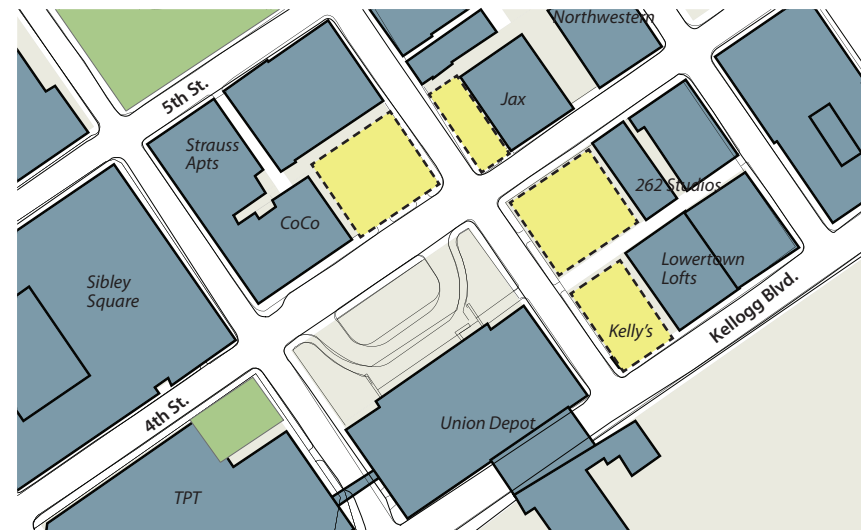 Northwestern
5th St.
Jax
Strauss
Apts
262 Studios
CoCo
Lowertown
Lofts
Sibley
Square
Kellogg Blvd.
Kelly's
4th St.
Union Depot
TPT